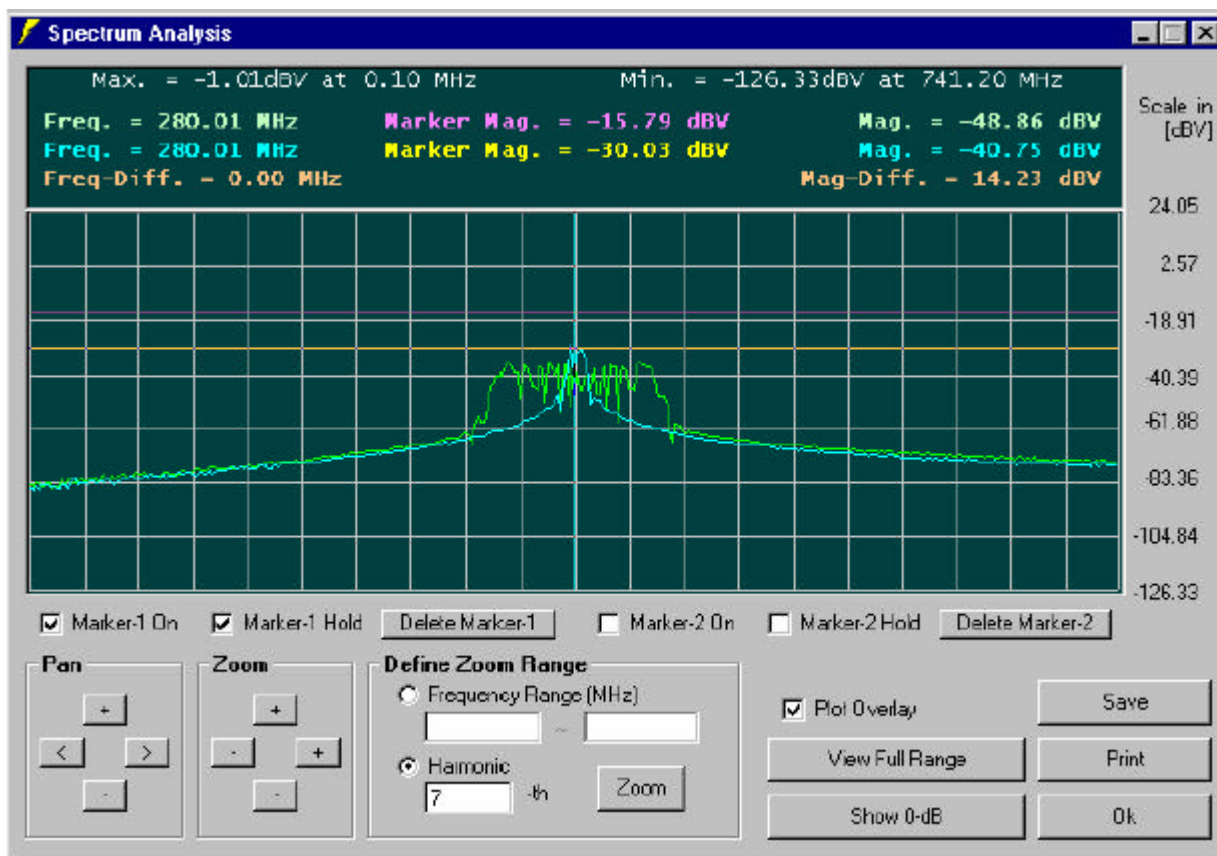 Spectrum Analysis
Max. = -1.01dBV at 0.10 MHz Min. = -126.33dBV at 741.20 MHz
Scale in
[dBV]
Freq. = 280.01 MHz Marker Mag. = -15.79 dBV Mag. = -48.86 dBV
Freq. = 280.01 MHz Marker Mag. = -30.03 dBV Mag. = -40.75 dBV
Freq-Diff. - 0.00 MHz Mag-Diff. - 14.23 dBV
24.05
2.57
-18.91
-40.39
-61.88
-83.36
-104.84
-126.33
Marker-1 On Marker-1 Hold Delete Marker-1 Marker-2 On Marker-2 Hold Delete Marker-2
Pan Zoom Define Zoom Range
+ + Frequency Range (MHz) Plot Overlay Save
< > - + ~
View Full Range Print
- - Harmonic
7 -th Zoom
Show 0-dB Ok